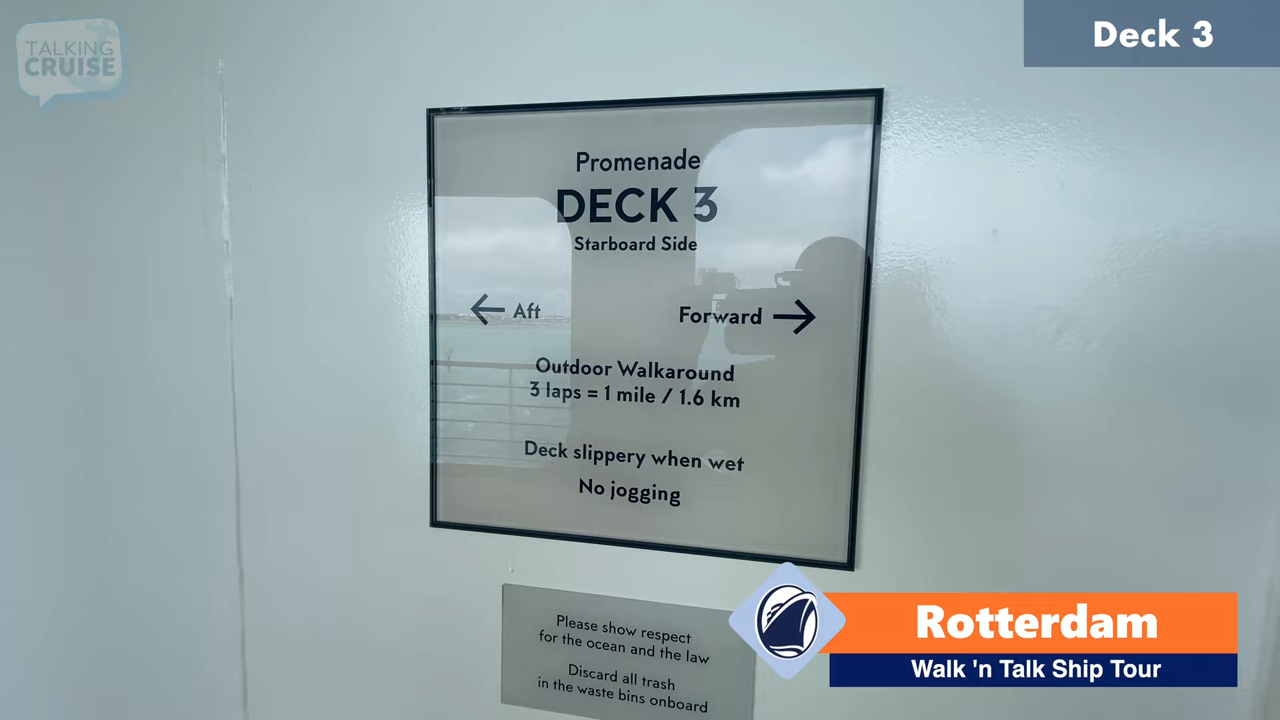 TALKING
CRUISE
Deck 3
Promenade
DECK 3
Starboard Side
← Aft
Forward →
Outdoor Walkaround
3 laps = 1 mile / 1.6 km
Deck slippery when wet
No jogging
Please show respect
for the ocean and the law
Discard all trash
in the waste bins onboard
Rotterdam
Walk 'n Talk Ship Tour